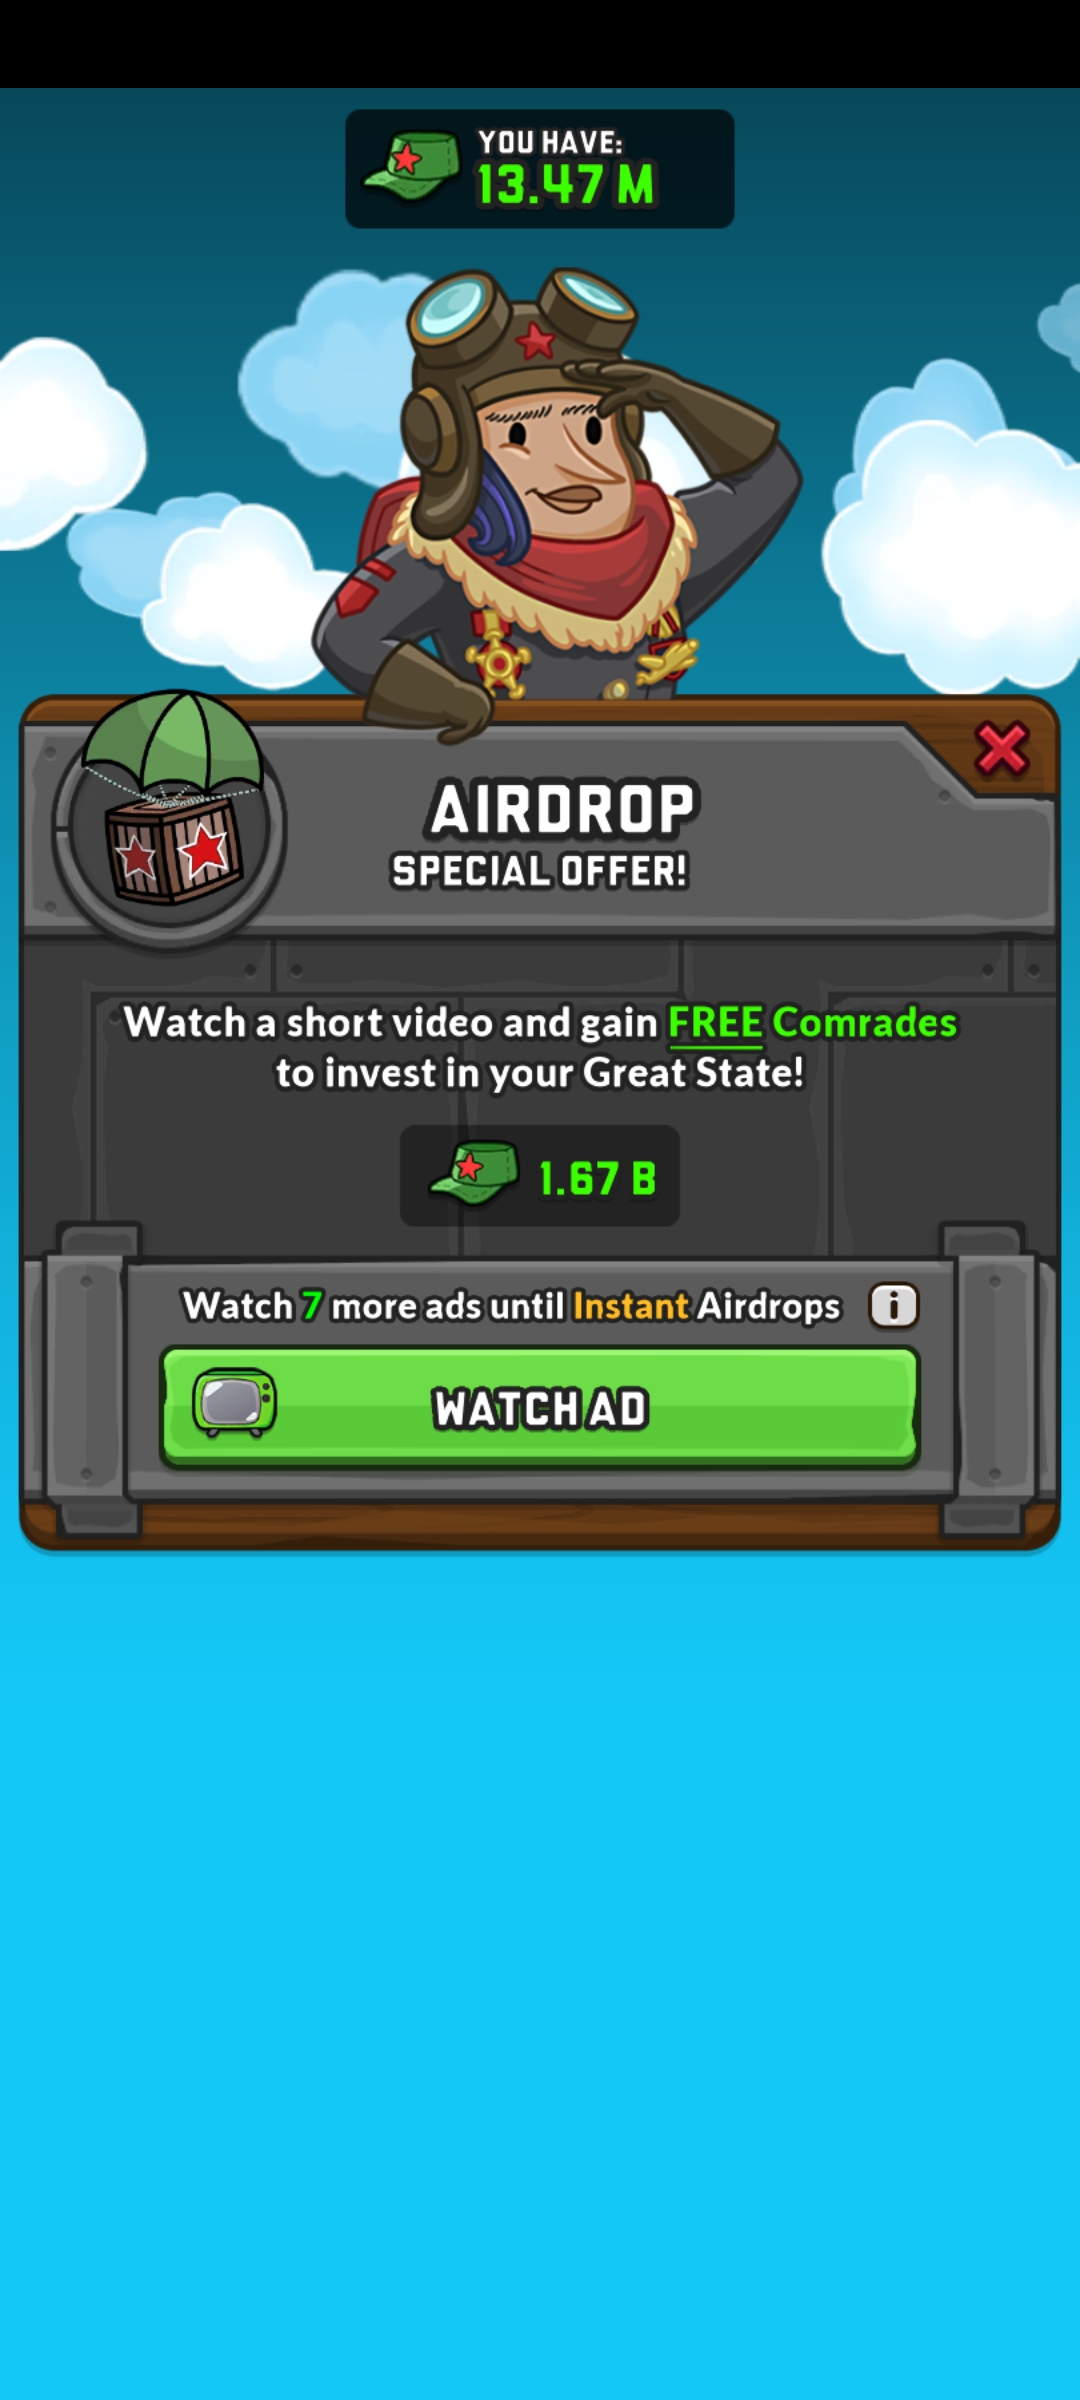 YOU HAVE:
13.47 M
AIRDROP
SPECIAL OFFER!
Watch a short video and gain FREE Comrades
to invest in your Great State!
1.67 B
Watch 7 more ads until Instant Airdrops
i
WATCH AD